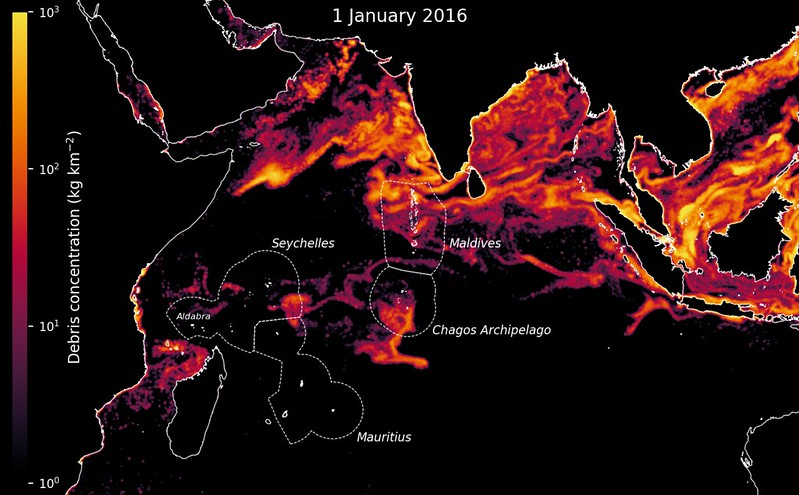 1 January 2016
10³
10²
10¹
10⁰
Debris concentration (kg km⁻²)
Seychelles
Maldives
Aldabra
Chagos Archipelago
Mauritius